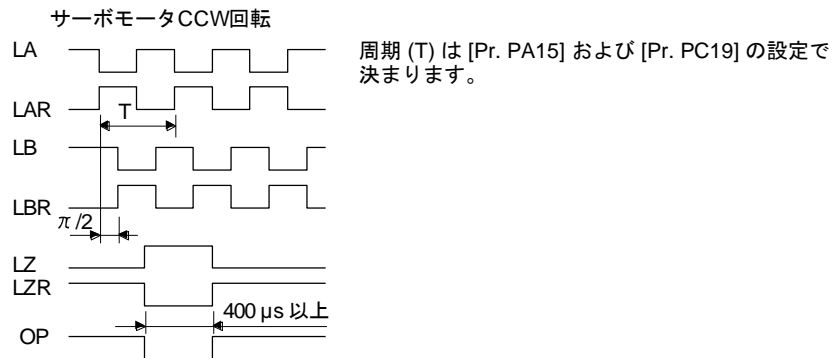 サーボモータCCW回転
LA
周期 (T) は [Pr. PA15] および [Pr. PC19] の設定で
決まります。
LAR
T
LB
LBR
π/2
LZ
LZR
400 μs 以上
OP